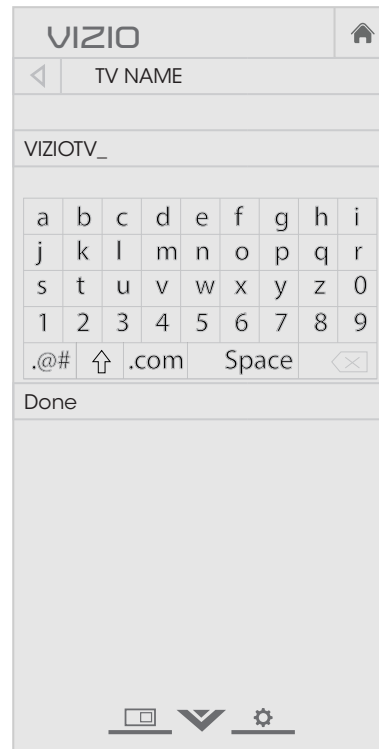 VIZIO
TV NAME
VIZIOTV_
a b c d e f g h i
j k l m n o p q r
s t u v w x y z 0
1 2 3 4 5 6 7 8 9
.@# .com Space
Done